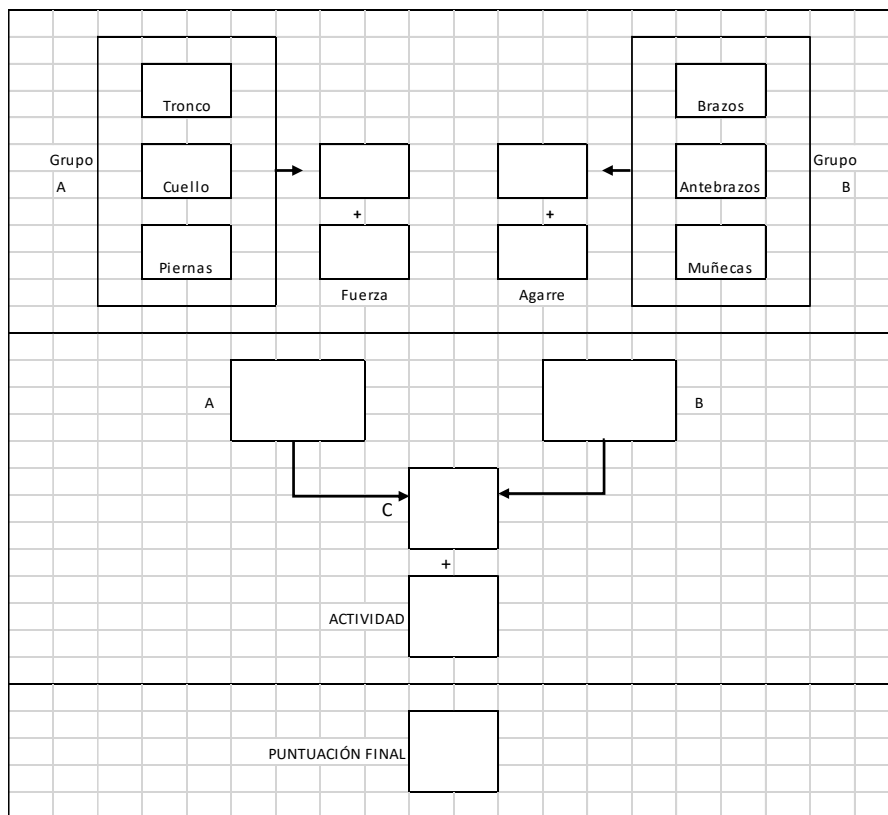 Tronco
Brazos
Grupo
A
Cuello
+
+
Antebrazos
Grupo
B
Piernas
Muñecas
Fuerza
Agarre
A
B
C
+
ACTIVIDAD
PUNTUACIÓN FINAL